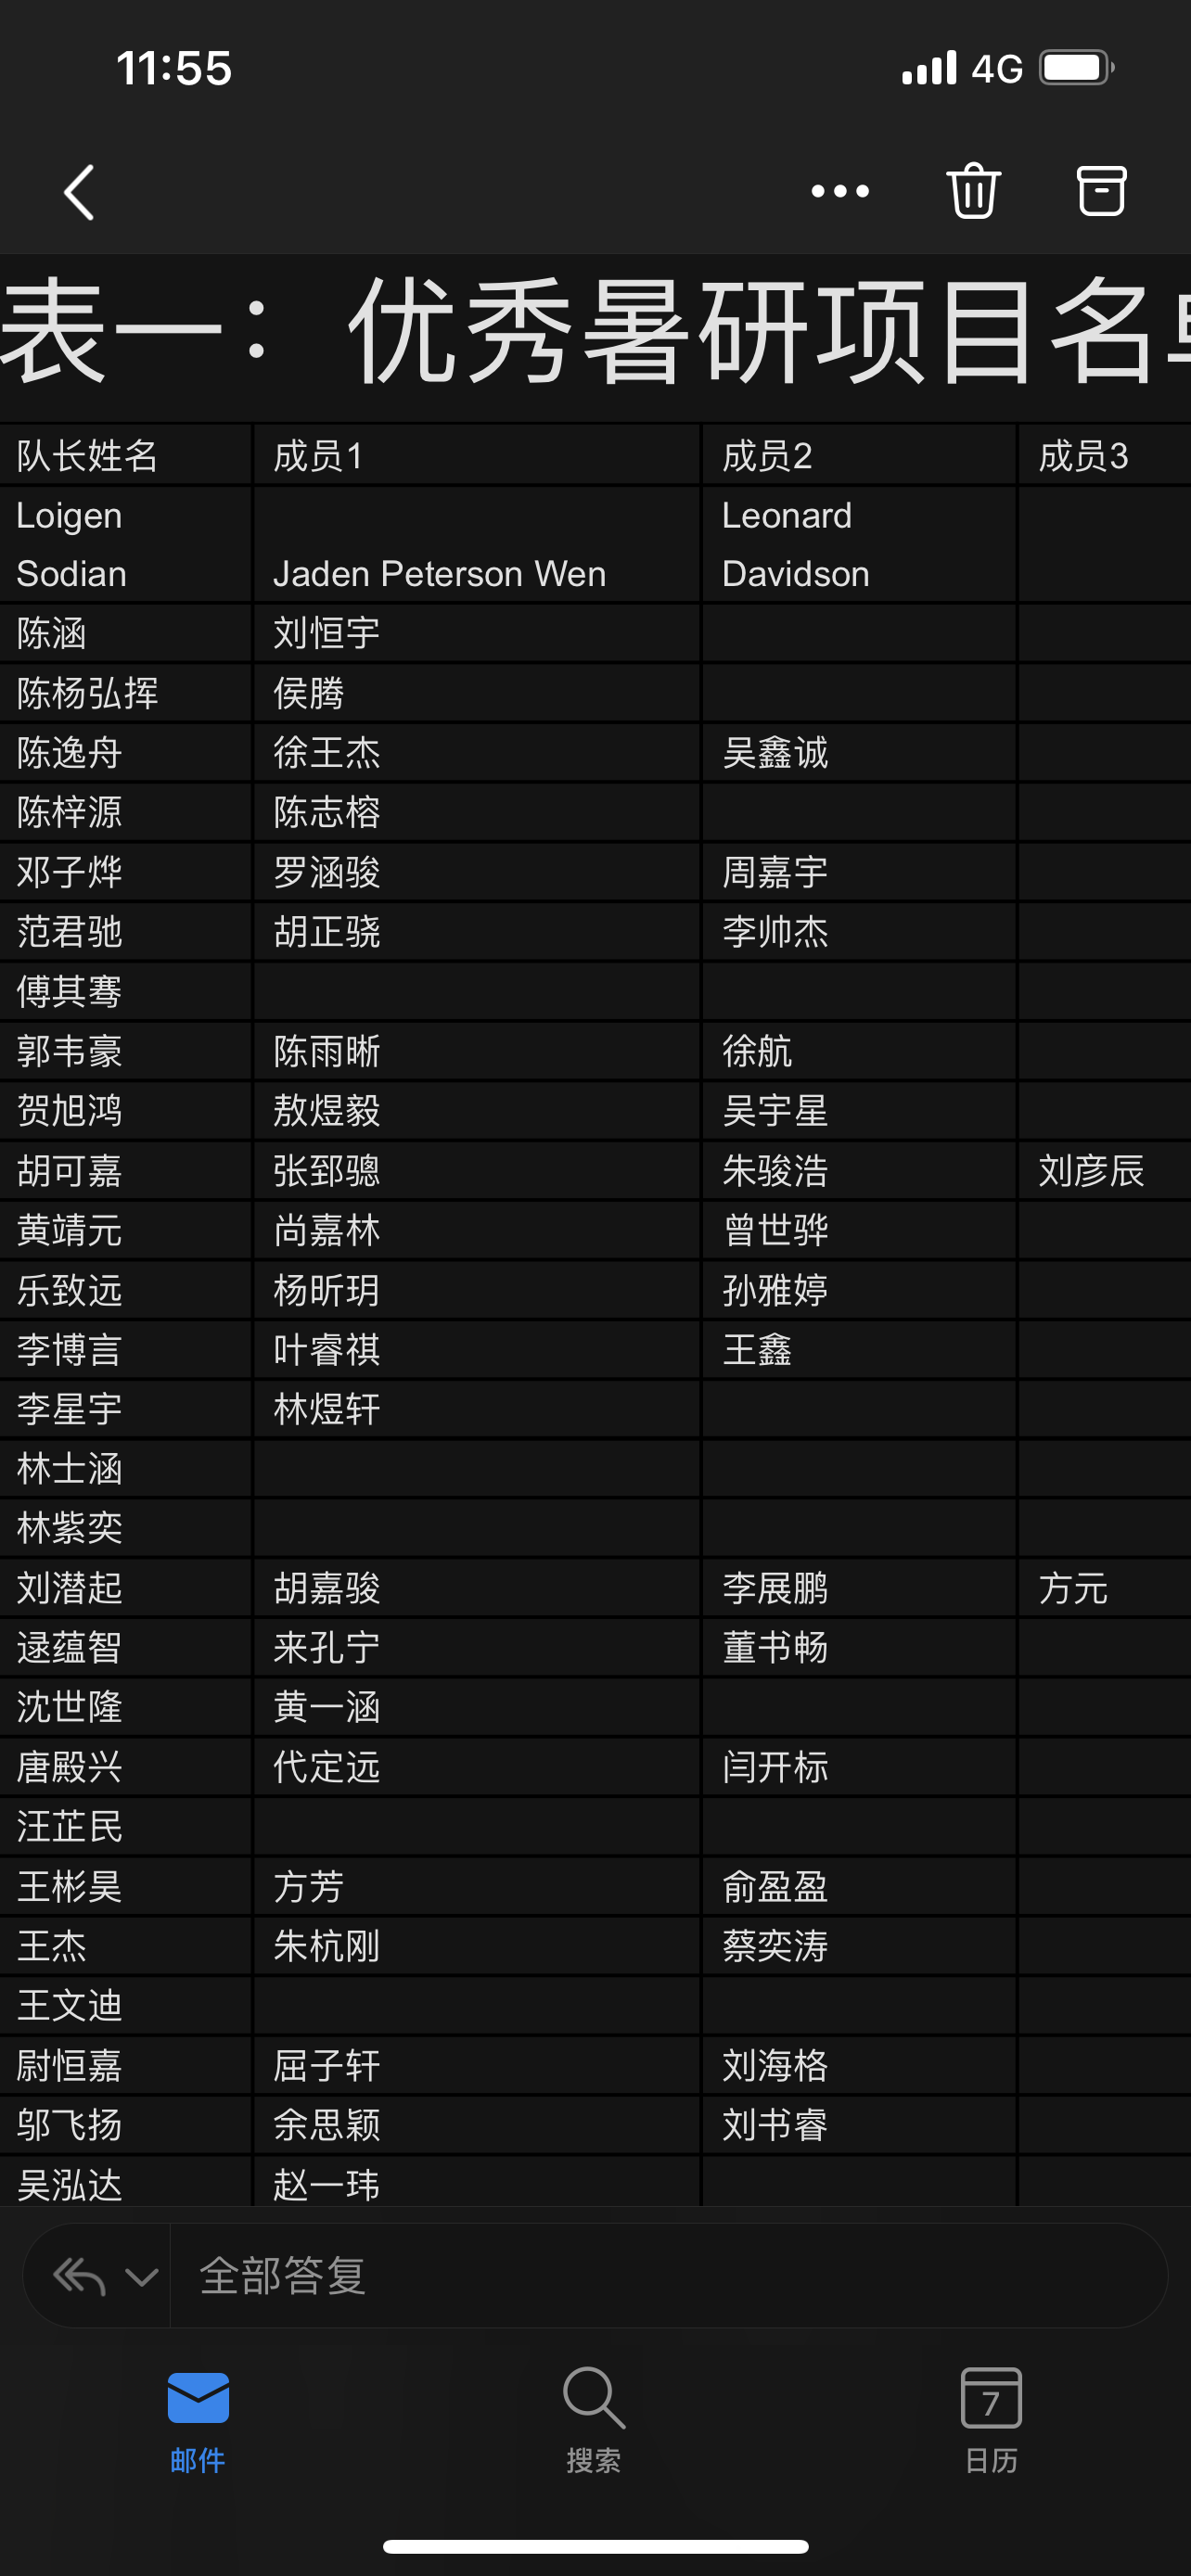 11:55 4G
表一：优秀暑研项目名单
队长姓名 成员1 成员2 成员3
Loigen Leonard
Sodian Jaden Peterson Wen Davidson
陈涵 刘恒宇
陈杨弘挥 侯腾
陈逸舟 徐王杰 吴鑫诚
陈梓源 陈志榕
邓子烨 罗涵骏 周嘉宇
范君驰 胡正骁 李帅杰
傅其骞
郭韦豪 陈雨晰 徐航
贺旭鸿 敖煜毅 吴宇星
胡可嘉 张郅骢 朱骏浩 刘彦辰
黄靖元 尚嘉林 曾世骅
乐致远 杨昕玥 孙雅婷
李博言 叶睿祺 王鑫
李星宇 林煜轩
林士涵
林紫奕
刘潜起 胡嘉骏 李展鹏 方元
逯蕴智 来孔宁 董书畅
沈世隆 黄一涵
唐殿兴 代定远 闫开标
汪芷民
王彬昊 方芳 俞盈盈
王杰 朱杭刚 蔡奕涛
王文迪
尉恒嘉 屈子轩 刘海格
邬飞扬 余思颖 刘书睿
吴泓达 赵一玮
全部答复
7
邮件 搜索 日历